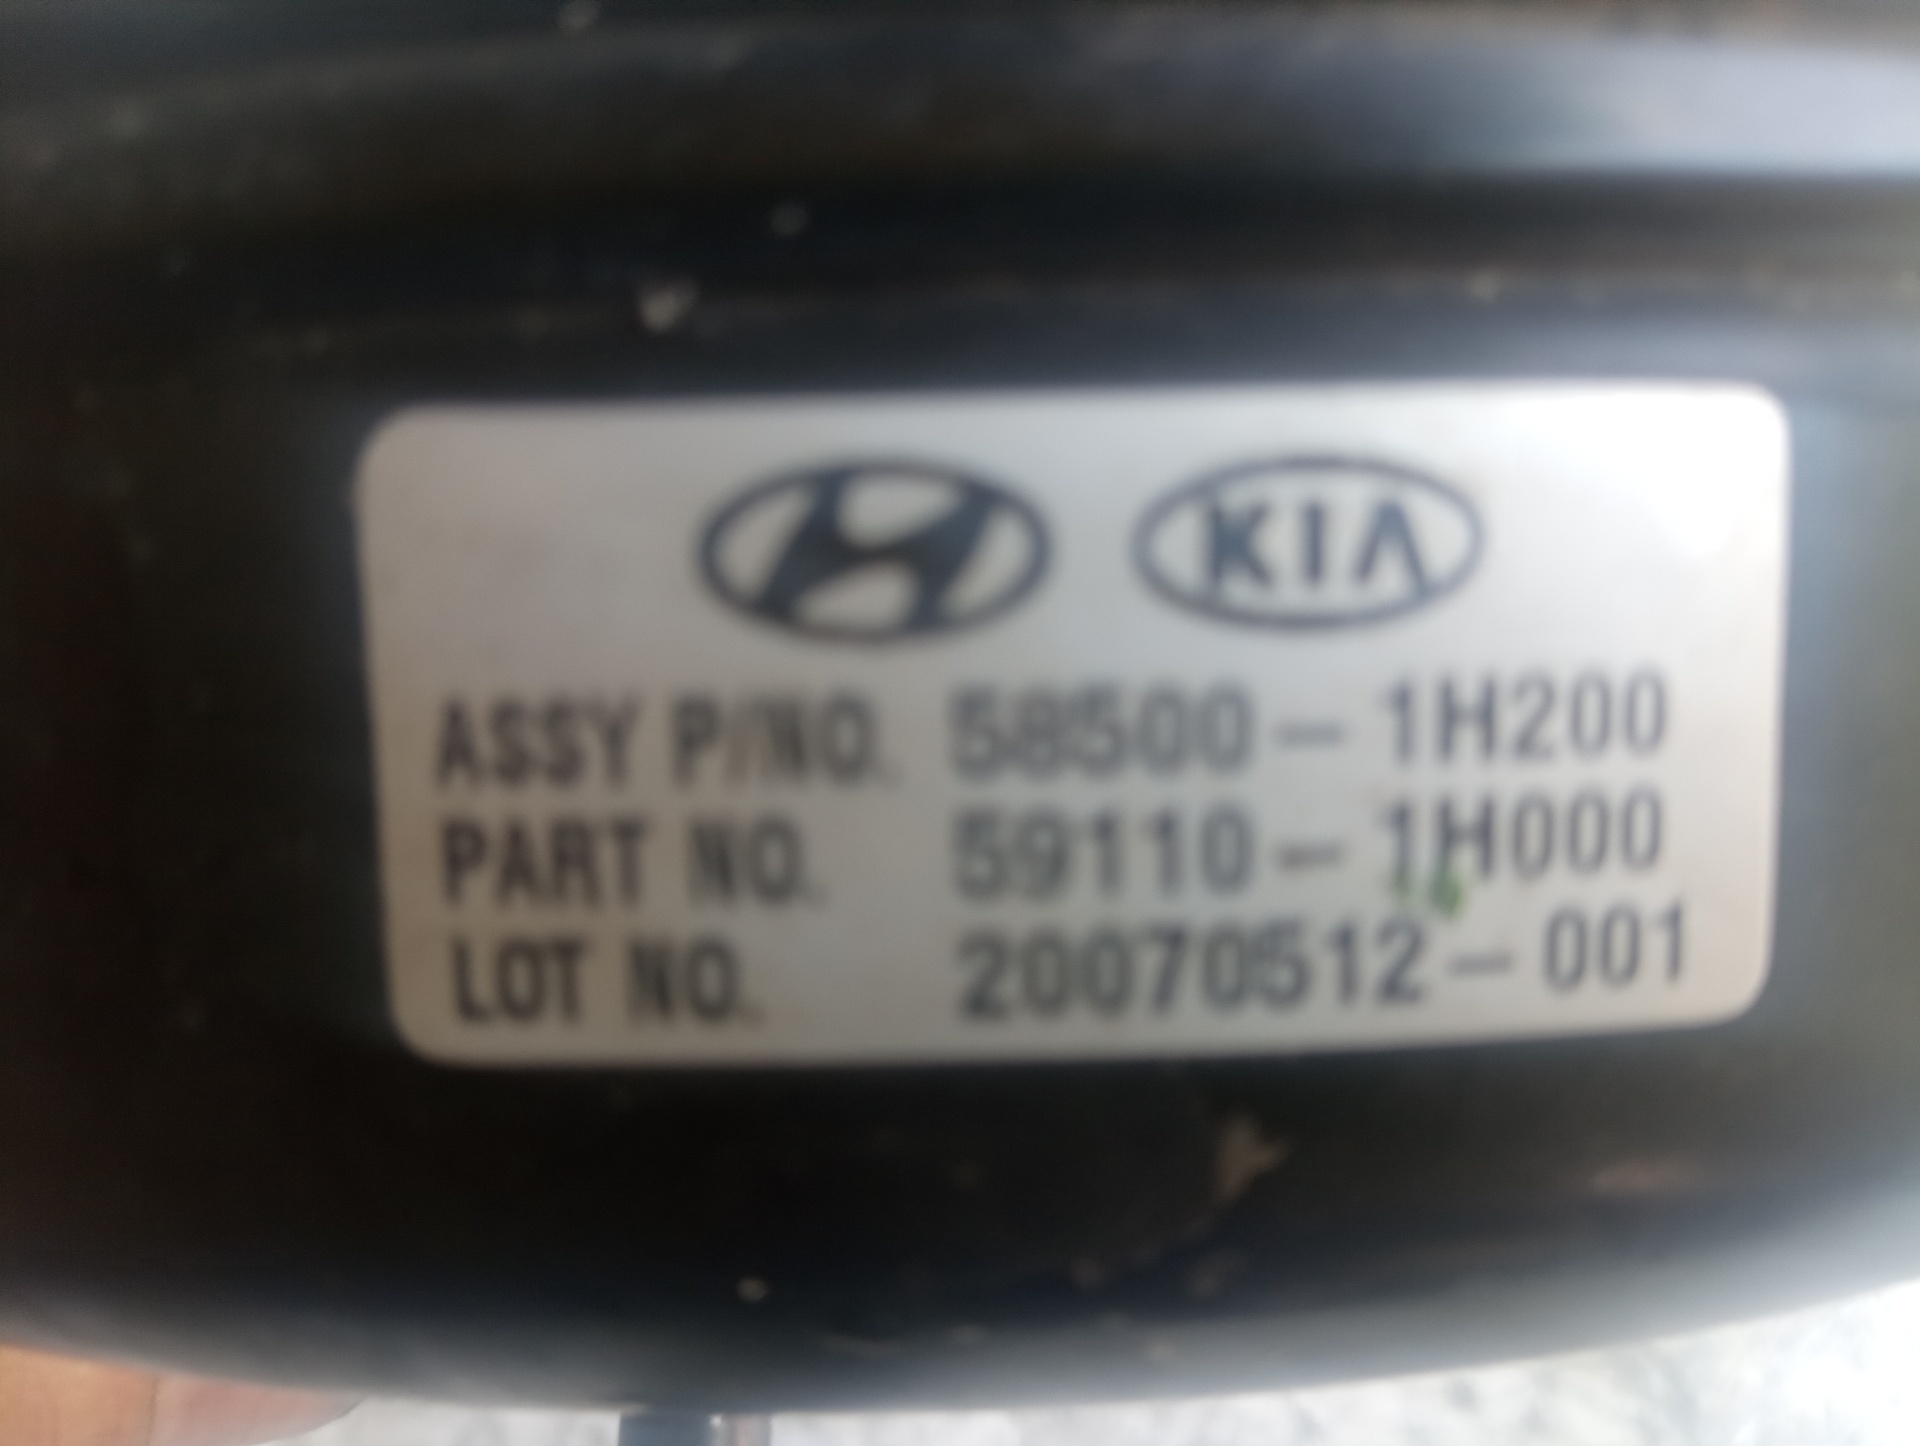 KIA
ASSY P/NO. 58500-1H200
PART NO. 59110-1H000
LOT NO. 20070512-001